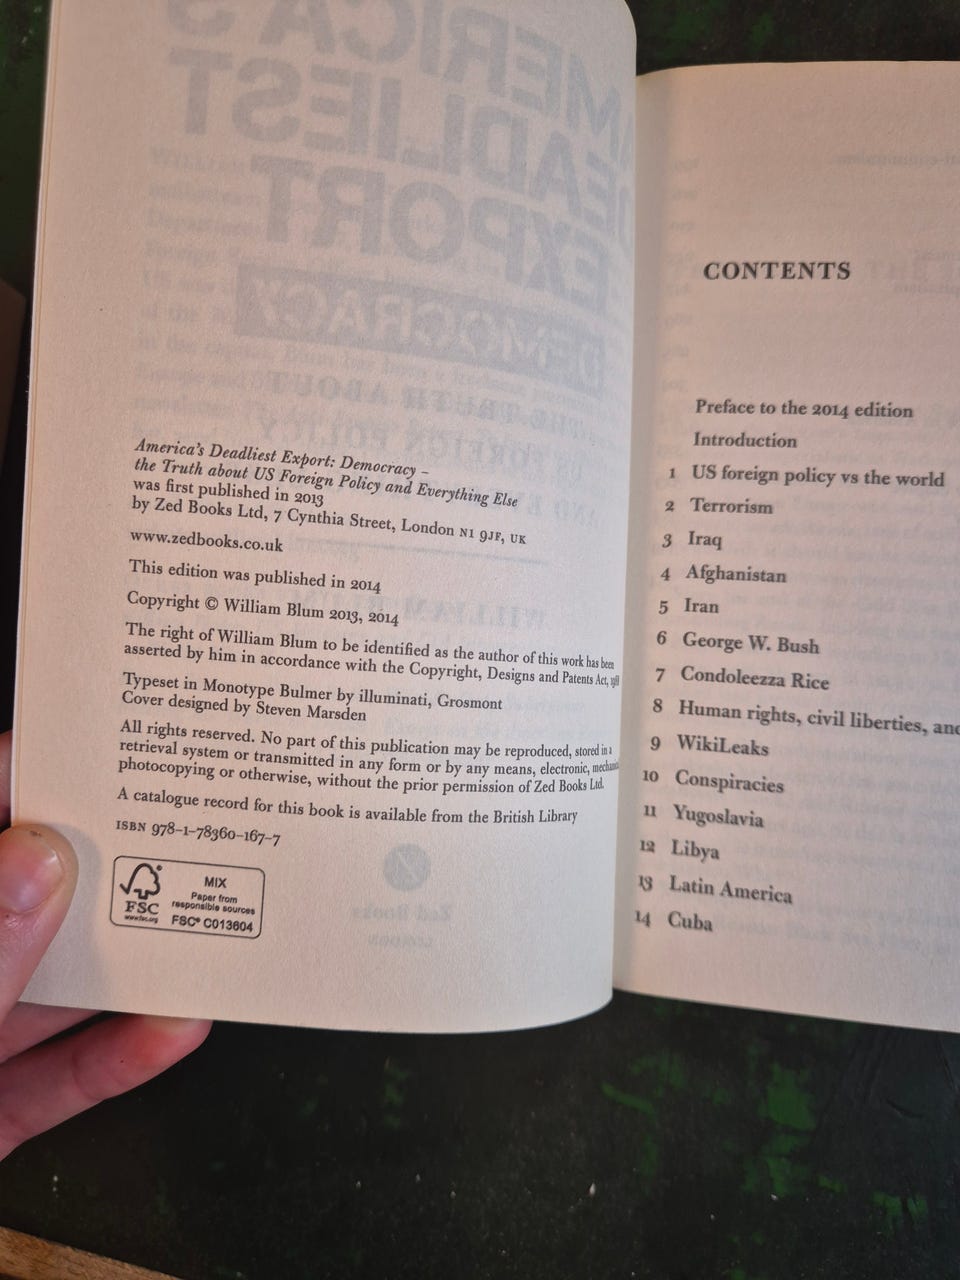 America's Deadliest Export: Democracy –
the Truth about US Foreign Policy and Everything Else
was first published in 2013
by Zed Books Ltd, 7 Cynthia Street, London N1 9JF, UK
www.zedbooks.co.uk
This edition was published in 2014
Copyright © William Blum 2013, 2014
The right of William Blum to be identified as the author of this work has been
asserted by him in accordance with the Copyright, Designs and Patents Act,
Typeset in Monotype Bulmer by illuminati, Grosmont
Cover designed by Steven Marsden
All rights reserved. No part of this publication may be reproduced, stored in a
retrieval system or transmitted in any form or by any means, electronic,
photocopying or otherwise, without the prior permission of Zed Books Ltd.
A catalogue record for this book is available from the British Library
ISBN 978-1-78360-167-7
FSC
www.fsc.org
MIX
Paper from
responsible sources
FSC® C013604
CONTENTS
Preface to the 2014 edition
Introduction
1 US foreign policy vs the world
2 Terrorism
3 Iraq
4 Afghanistan
5 Iran
6 George W. Bush
7 Condoleezza Rice
8 Human rights, civil liberties, and
9 WikiLeaks
10 Conspiracies
11 Yugoslavia
12 Libya
13 Latin America
14 Cuba